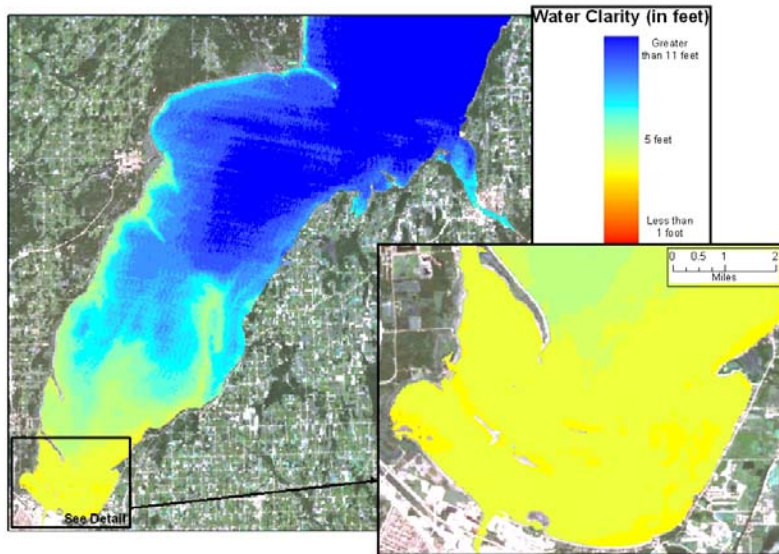 Water Clarity (in feet)
Greater
than 11 feet
5 feet
Less than
1 foot
0 0.5 1 2
Miles
See Detail